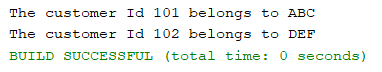 The customer Id 101 belongs to ABC
The customer Id 102 belongs to DEF
BUILD SUCCESSFUL (total time: 0 seconds)